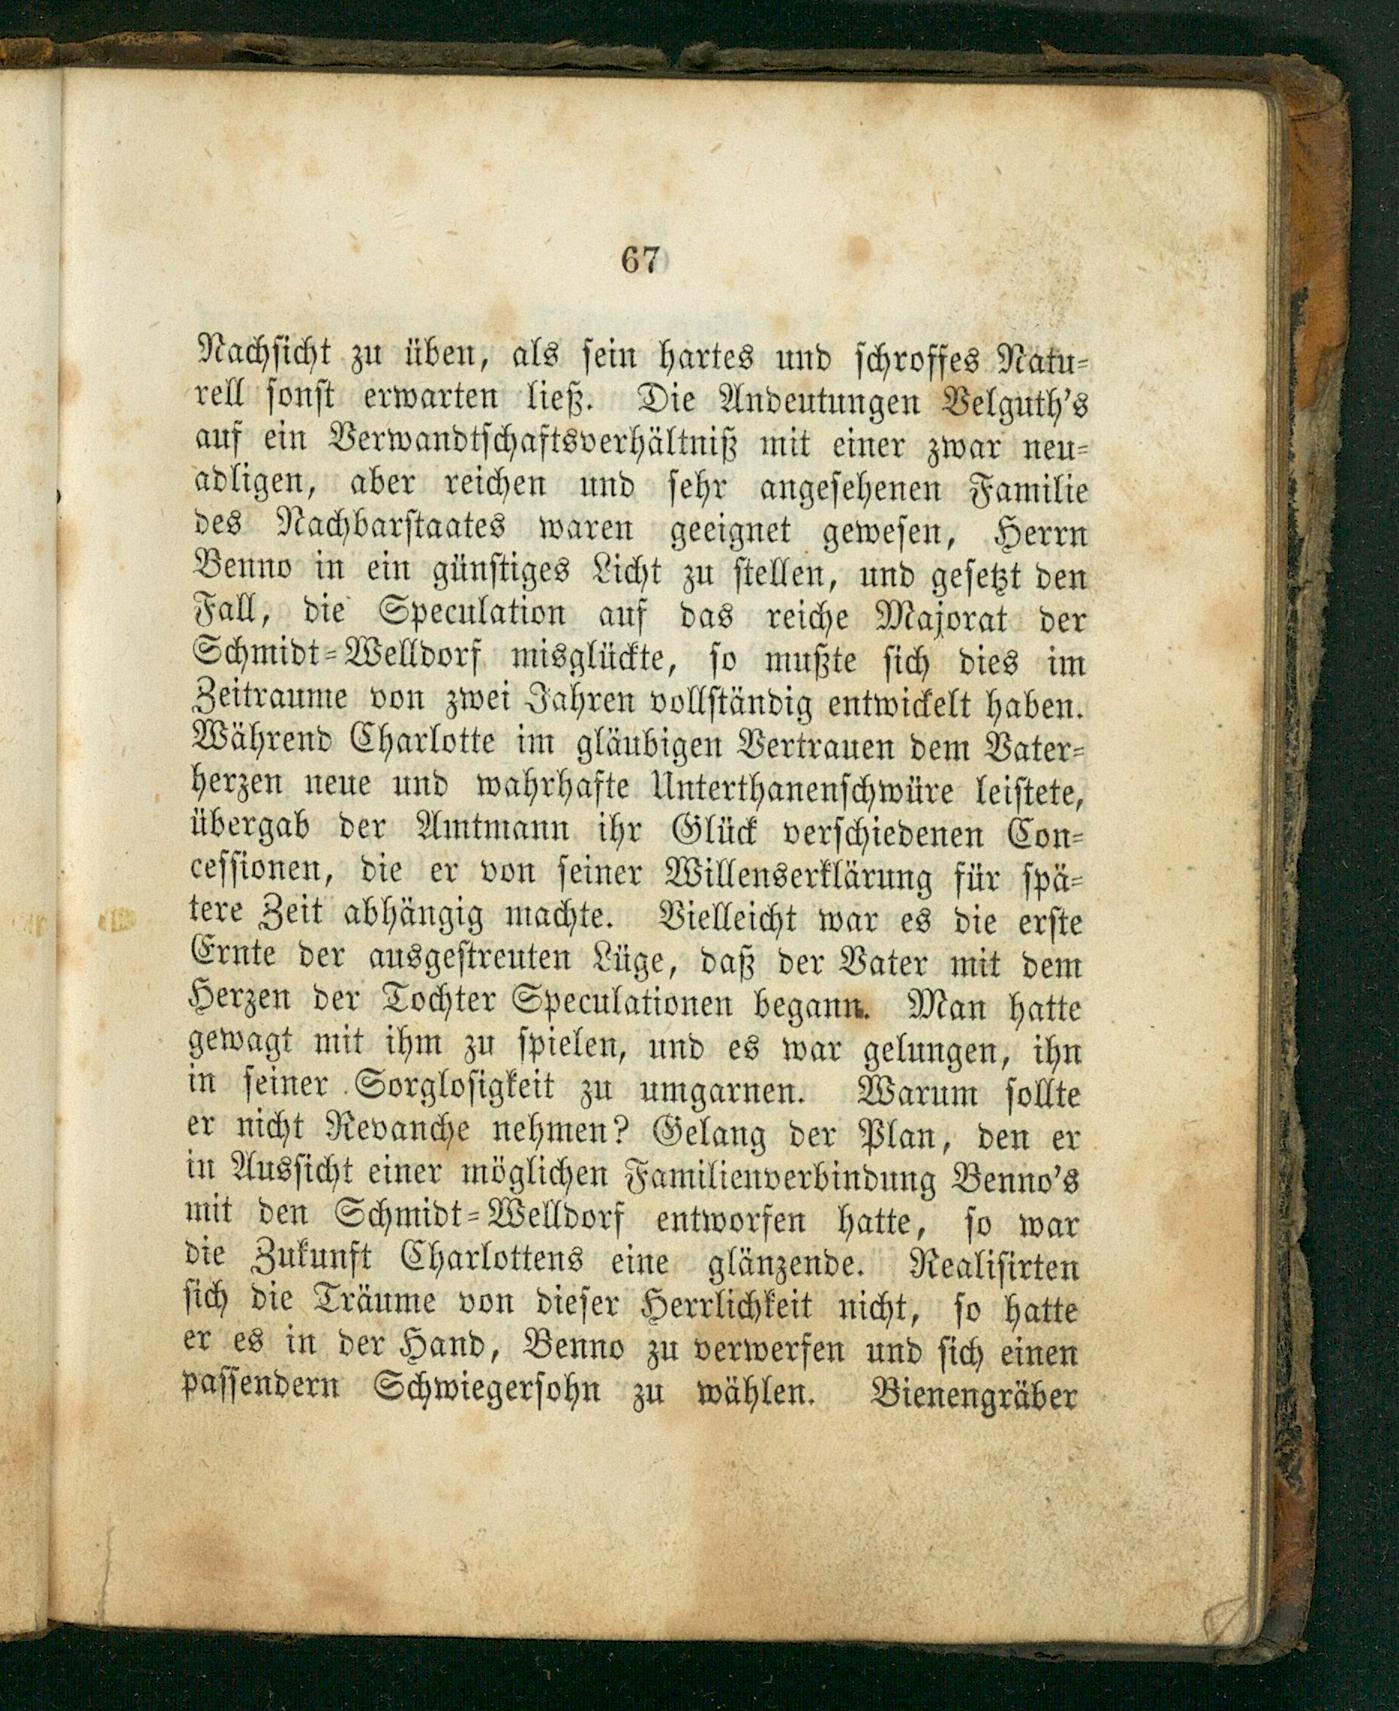 67
Nachsicht zu üben, als sein hartes und schroffes Natu-
rell sonst erwarten ließ. Die Andeutungen Velguth's
auf ein Verwandtschaftsverhältniß mit einer zwar neu-
adligen, aber reichen und sehr angesehenen Familie
des Nachbarstaates waren geeignet gewesen, Herrn
Benno in ein günstiges Licht zu stellen, und gesetzt den
Fall, die Speculation auf das reiche Majorat der
Schmidt-Welldorf misglückte, so mußte sich dies im
Zeitraume von zwei Jahren vollständig entwickelt haben.
Während Charlotte im gläubigen Vertrauen dem Vater-
herzen neue und wahrhafte Unterthanenschwüre leistete,
übergab der Amtmann ihr Glück verschiedenen Con-
cessionen, die er von seiner Willenserklärung für spä-
tere Zeit abhängig machte. Vielleicht war es die erste
Ernte der ausgestreuten Lüge, daß der Vater mit dem
Herzen der Tochter Speculationen begann. Man hatte
gewagt mit ihm zu spielen, und es war gelungen, ihn
in seiner Sorglosigkeit zu umgarnen. Warum sollte
er nicht Revanche nehmen? Gelang der Plan, den er
in Aussicht einer möglichen Familienverbindung Benno's
mit den Schmidt-Welldorf entworfen hatte, so war
die Zukunft Charlottens eine glänzende. Realisirten
sich die Träume von dieser Herrlichkeit nicht, so hatte
er es in der Hand, Benno zu verwerfen und sich einen
passendern Schwiegersohn zu wählen. Bienengräber